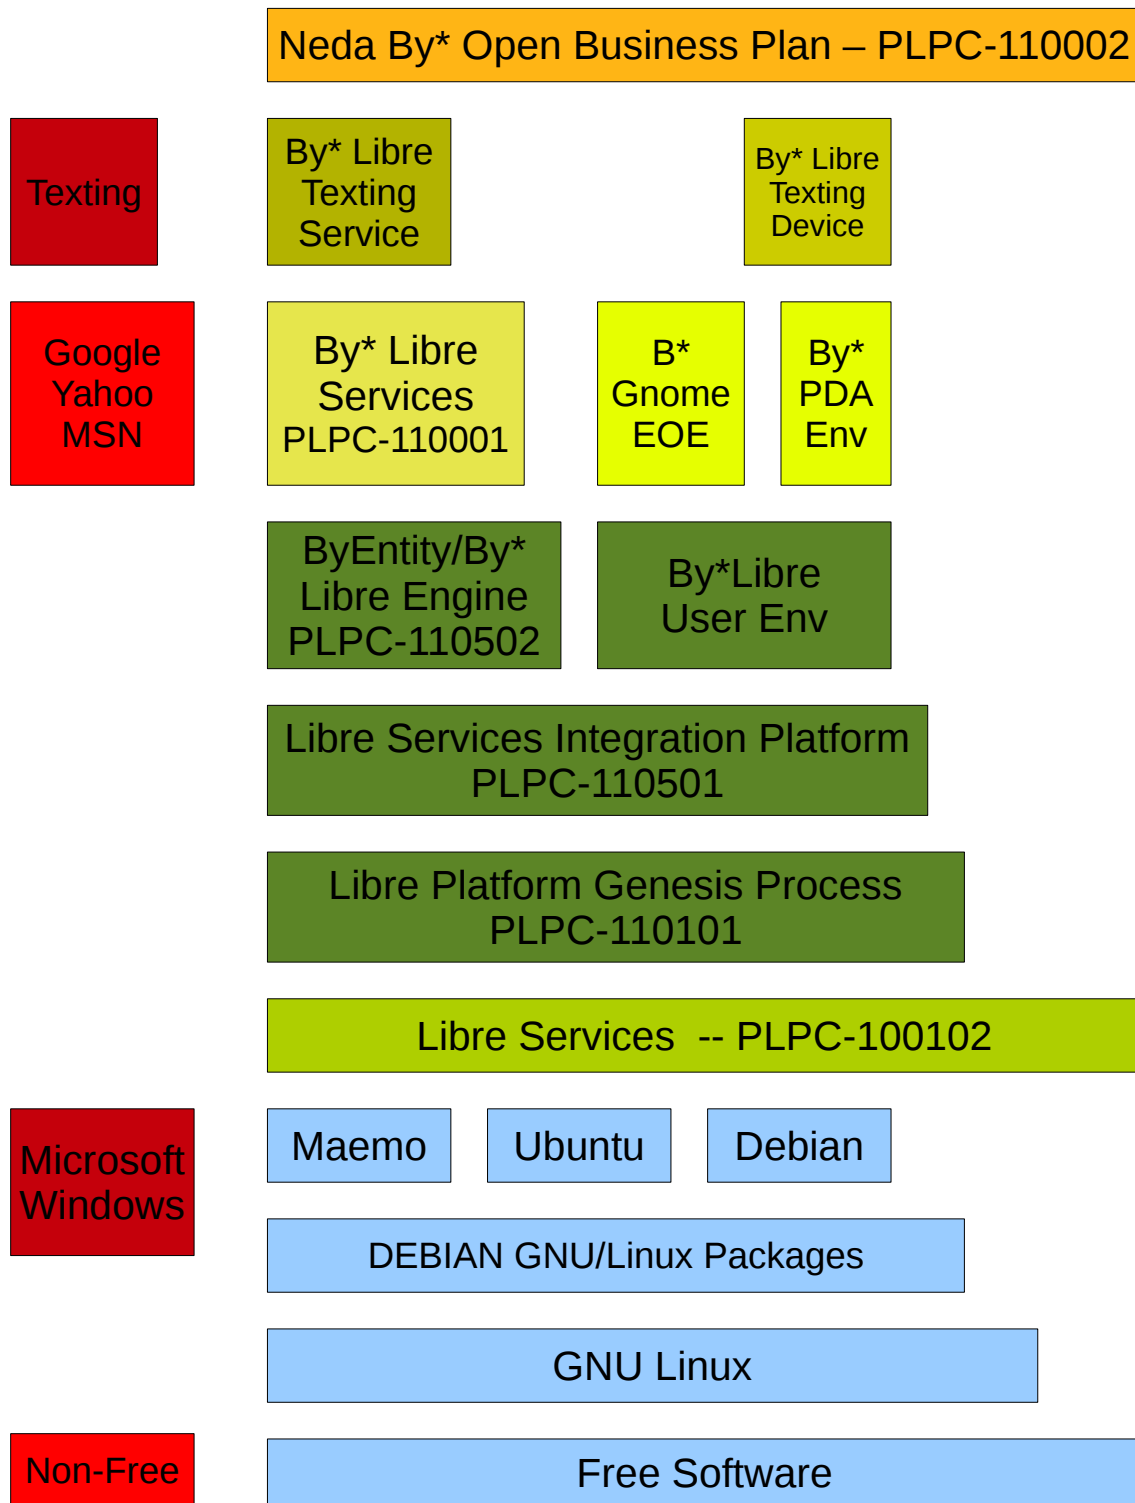 Neda By* Open Business Plan – PLPC-110002
Texting
By* Libre
Texting
Service
By* Libre
Texting
Device
Google
Yahoo
MSN
By* Libre
Services
PLPC-110001
B*
Gnome
EOE
By*
PDA
Env
ByEntity/By*
Libre Engine
PLPC-110502
By*Libre
User Env
Libre Services Integration Platform
PLPC-110501
Libre Platform Genesis Process
PLPC-110101
Libre Services -- PLPC-100102
Microsoft
Windows
Maemo
Ubuntu
Debian
DEBIAN GNU/Linux Packages
GNU Linux
Non-Free
Free Software